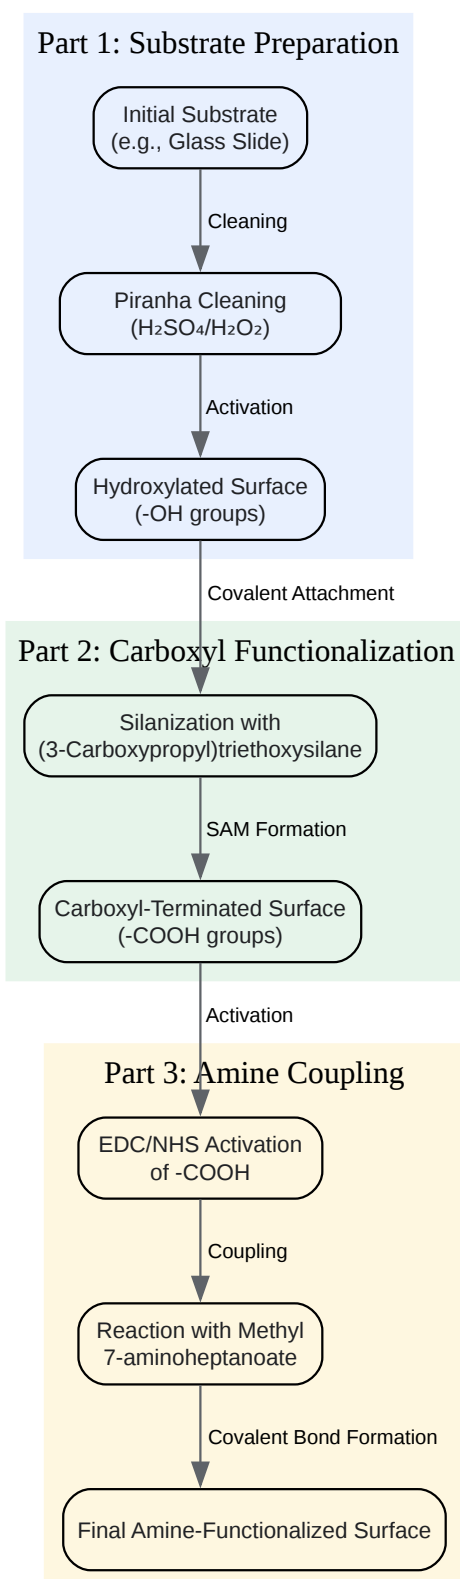 Part 1: Substrate Preparation
Initial Substrate
(e.g., Glass Slide)
Cleaning
Piranha Cleaning
(H₂SO₄/H₂O₂)
Activation
Hydroxylated Surface
(-OH groups)
Covalent Attachment
Part 2: Carboxyl Functionalization
Silanization with
(3-Carboxypropyl)triethoxysilane
SAM Formation
Carboxyl-Terminated Surface
(-COOH groups)
Activation
Part 3: Amine Coupling
EDC/NHS Activation
of -COOH
Coupling
Reaction with Methyl
7-aminoheptanoate
Covalent Bond Formation
Final Amine-Functionalized Surface